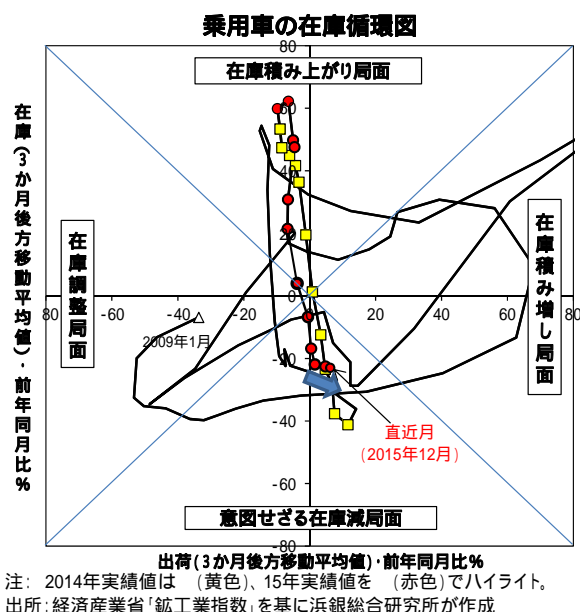 乗用車の在庫循環図
80
在庫積み上がり局面
60
40
20
0
-80
-60
-40
-20
0
20
40
60
80
-20
-40
-60
-80
在庫(3か月後方移動平均値)・前年同月比%
在庫調整局面
在庫積み増し局面
2009年1月
直近月
(2015年12月)
意図せざる在庫減局面
出荷(3か月後方移動平均値)・前年同月比%
注: 2014年実績値は (黄色)、15年実績値を (赤色)でハイライト。
出所:経済産業省「鉱工業指数」を基に浜銀総合研究所が作成